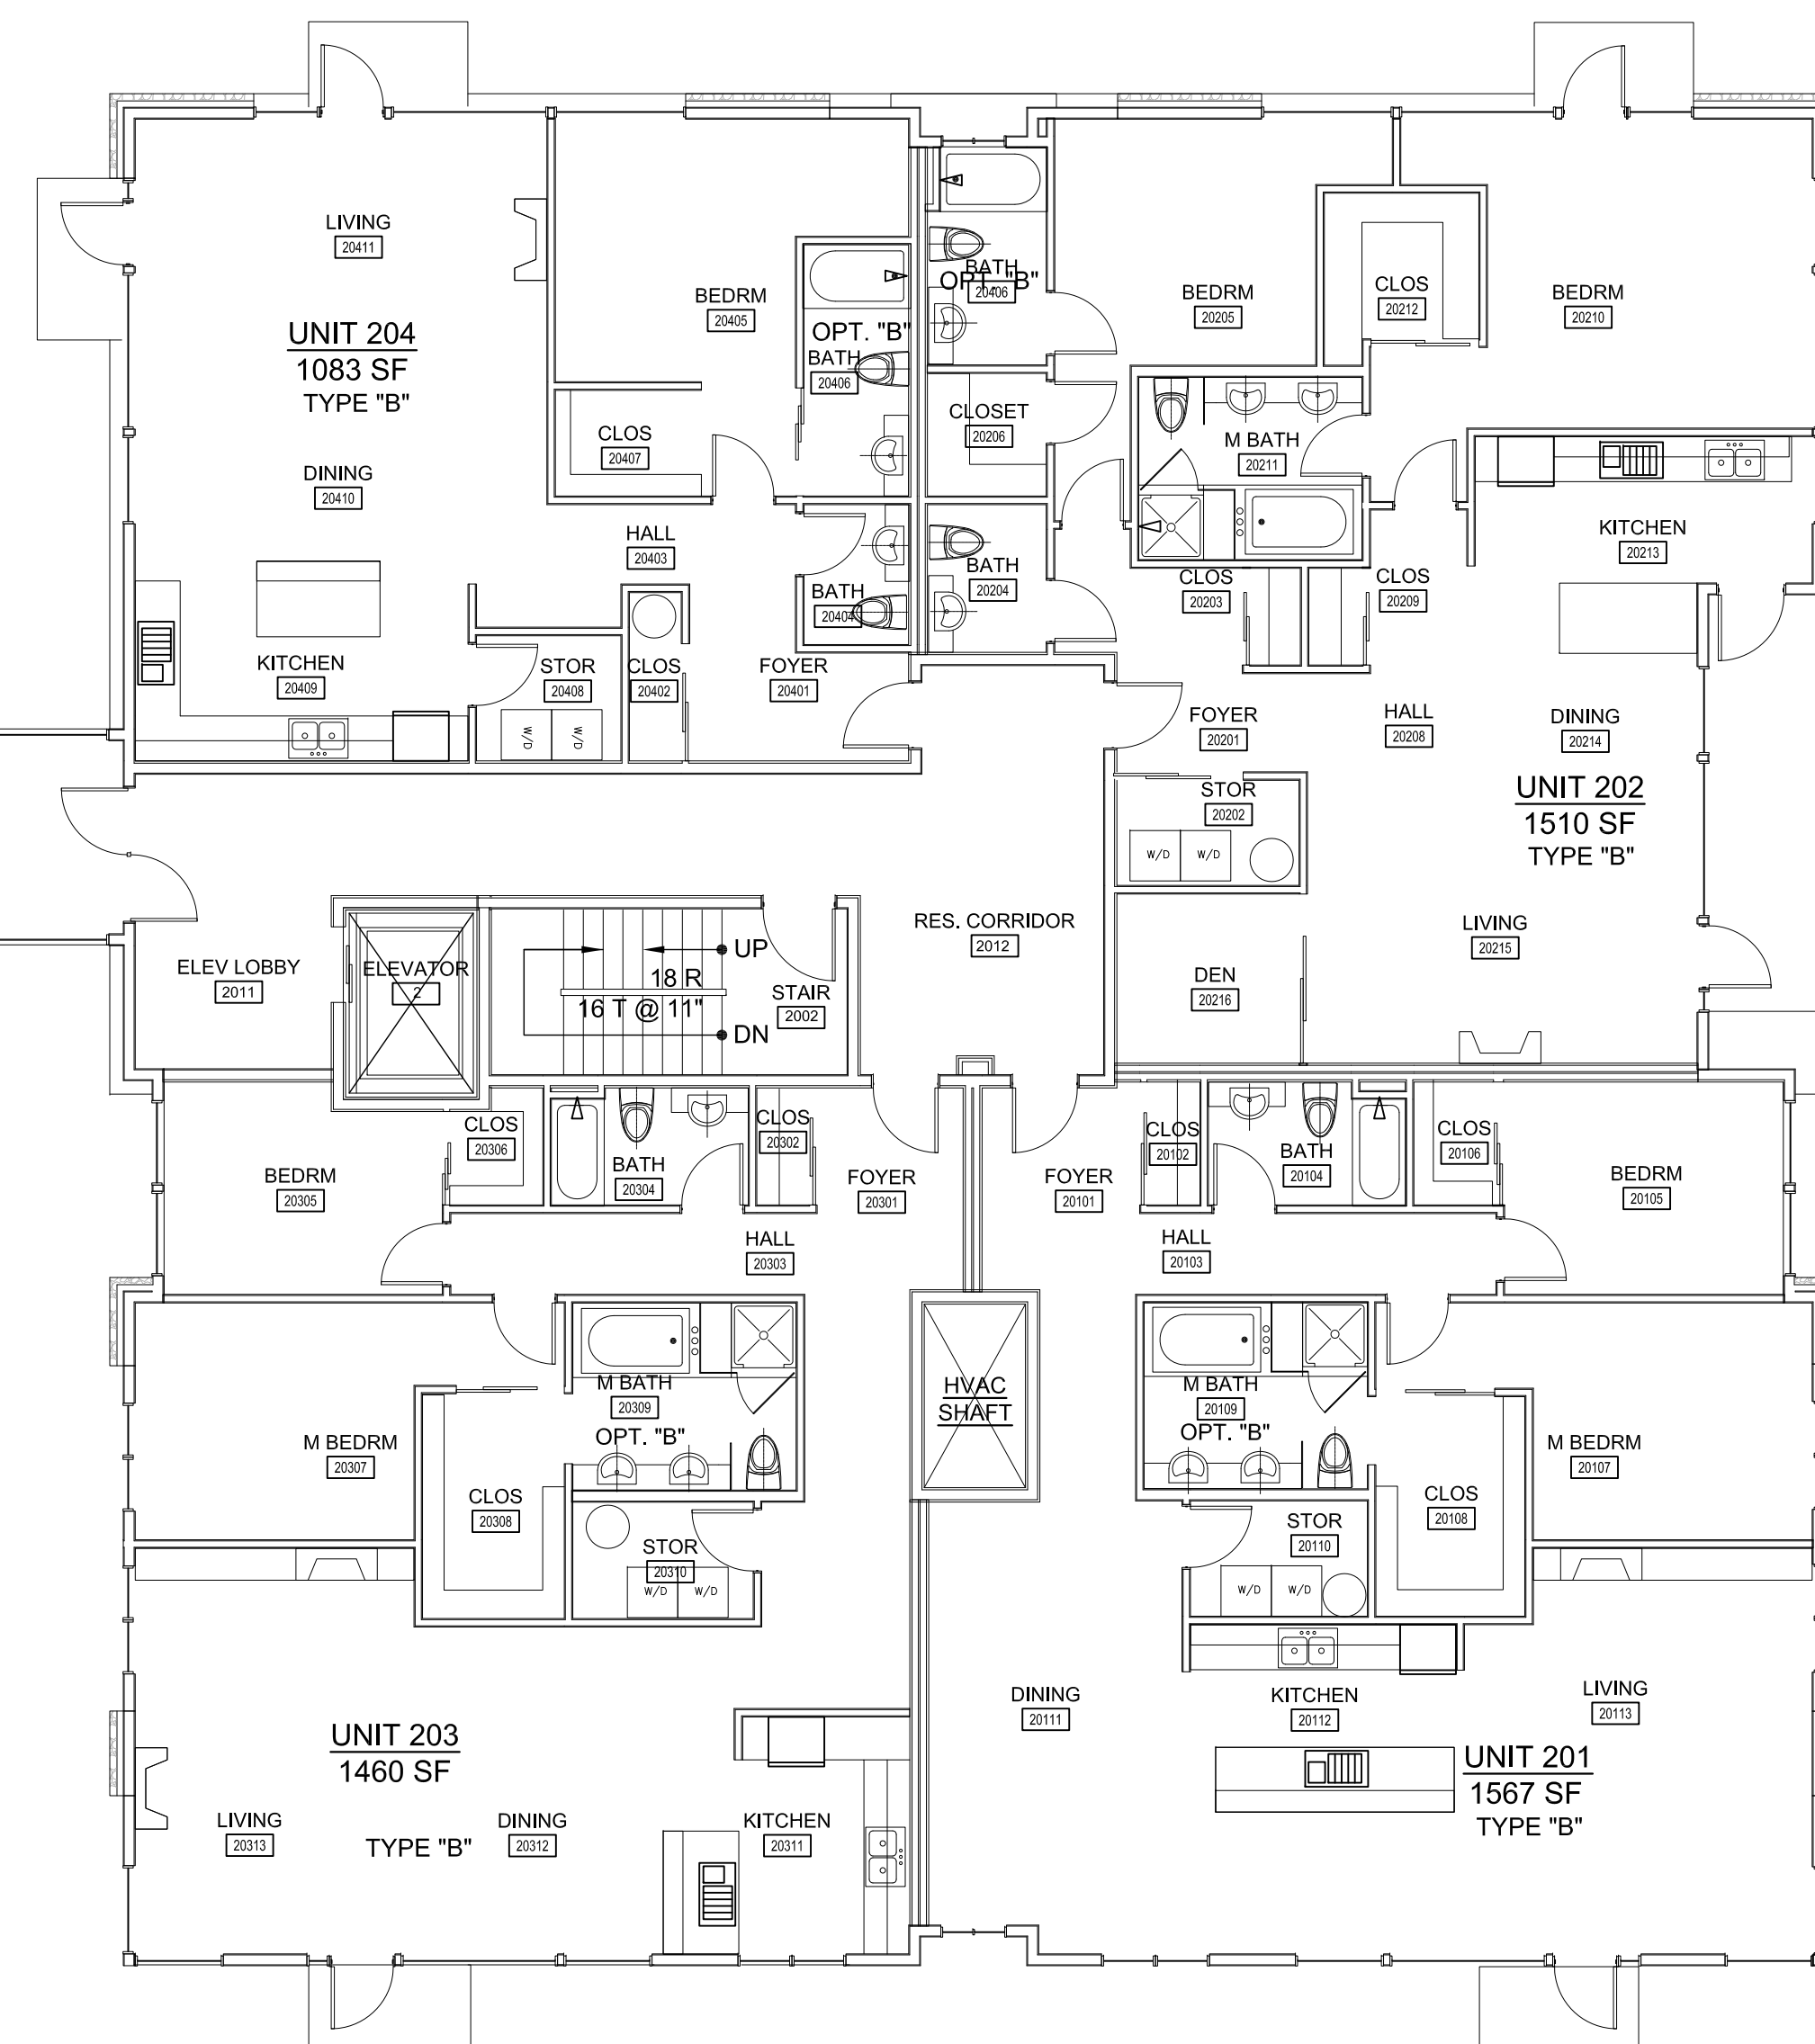 LIVING
20411
UNIT 204
1083 SF
TYPE "B"
BEDRM
20405
OPT. "B"
BATH
20406
CLOS
20407
DINING
20410
HALL
20403
BATH
20404
KITCHEN
20409
STOR
20408
W/D
W/D
CLOS
20402
FOYER
20401
BATH
OPT. "B"
20406
BEDRM
20205
CLOS
20212
BEDRM
20210
CLOSET
20206
M BATH
20211
BATH
20204
CLOS
20203
CLOS
20209
KITCHEN
20213
FOYER
20201
HALL
20208
DINING
20214
UNIT 202
1510 SF
TYPE "B"
STOR
20202
W/D
W/D
LIVING
20215
DEN
20216
RES. CORRIDOR
2012
ELEV LOBBY
2011
ELEVATOR
2
UP
18 R
16 T @ 11"
DN
STAIR
2002
CLOS
20306
BEDRM
20305
BATH
20304
CLOS
20302
FOYER
20301
HALL
20303
FOYER
20101
CLOS
20102
BATH
20104
CLOS
20106
BEDRM
20105
HALL
20103
M BATH
20309
OPT. "B"
M BEDRM
20307
CLOS
20308
STOR
20310
W/D
W/D
HVAC
SHAFT
M BATH
20109
OPT. "B"
M BEDRM
20107
CLOS
20108
STOR
20110
W/D
W/D
UNIT 203
1460 SF
TYPE "B"
LIVING
20313
DINING
20312
KITCHEN
20311
DINING
20111
KITCHEN
20112
LIVING
20113
UNIT 201
1567 SF
TYPE "B"